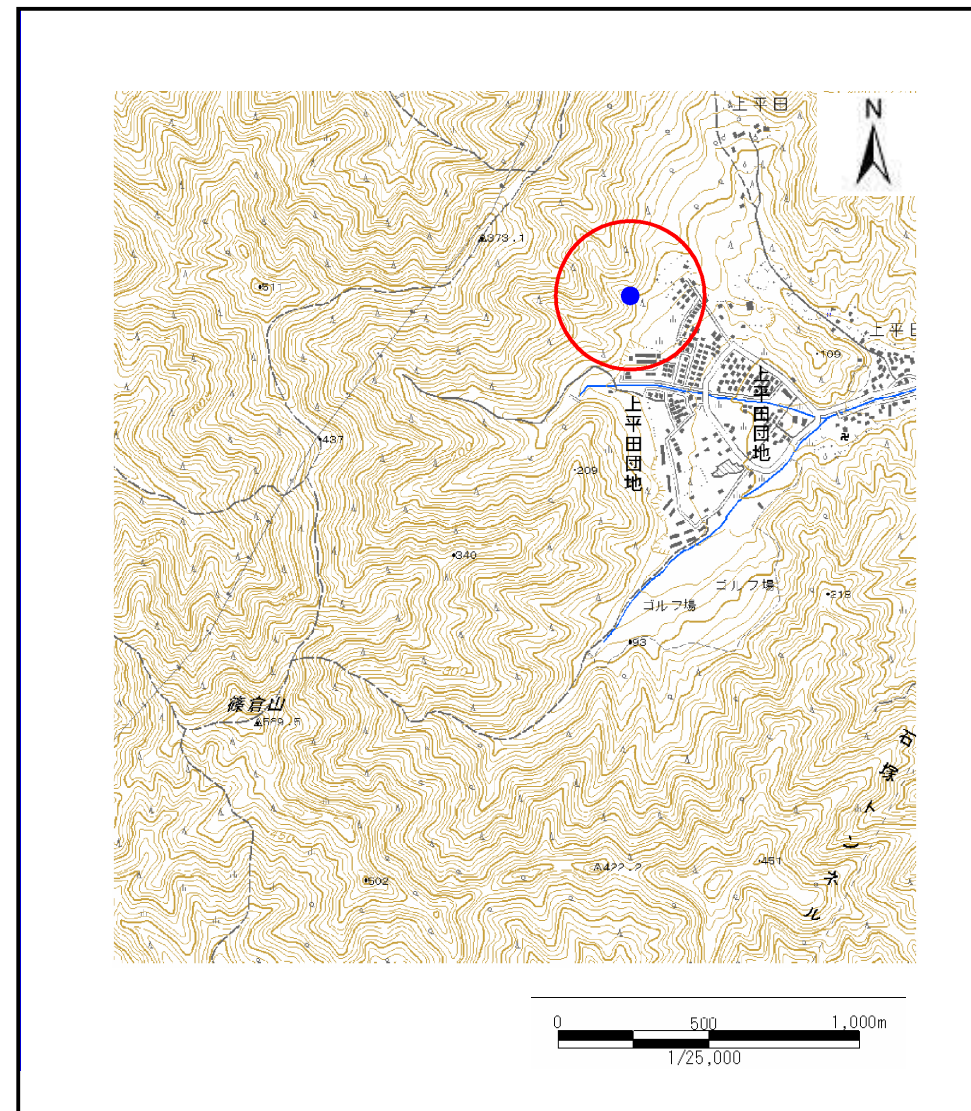 上平田
N
373.1
上平
109
上平田団地
上平田団地
437
209
340
ゴルフ場
ゴルフ場
218
93
篠倉山
石塚トンネル
422.2
451
502
0 500 1,000m
1/25,000